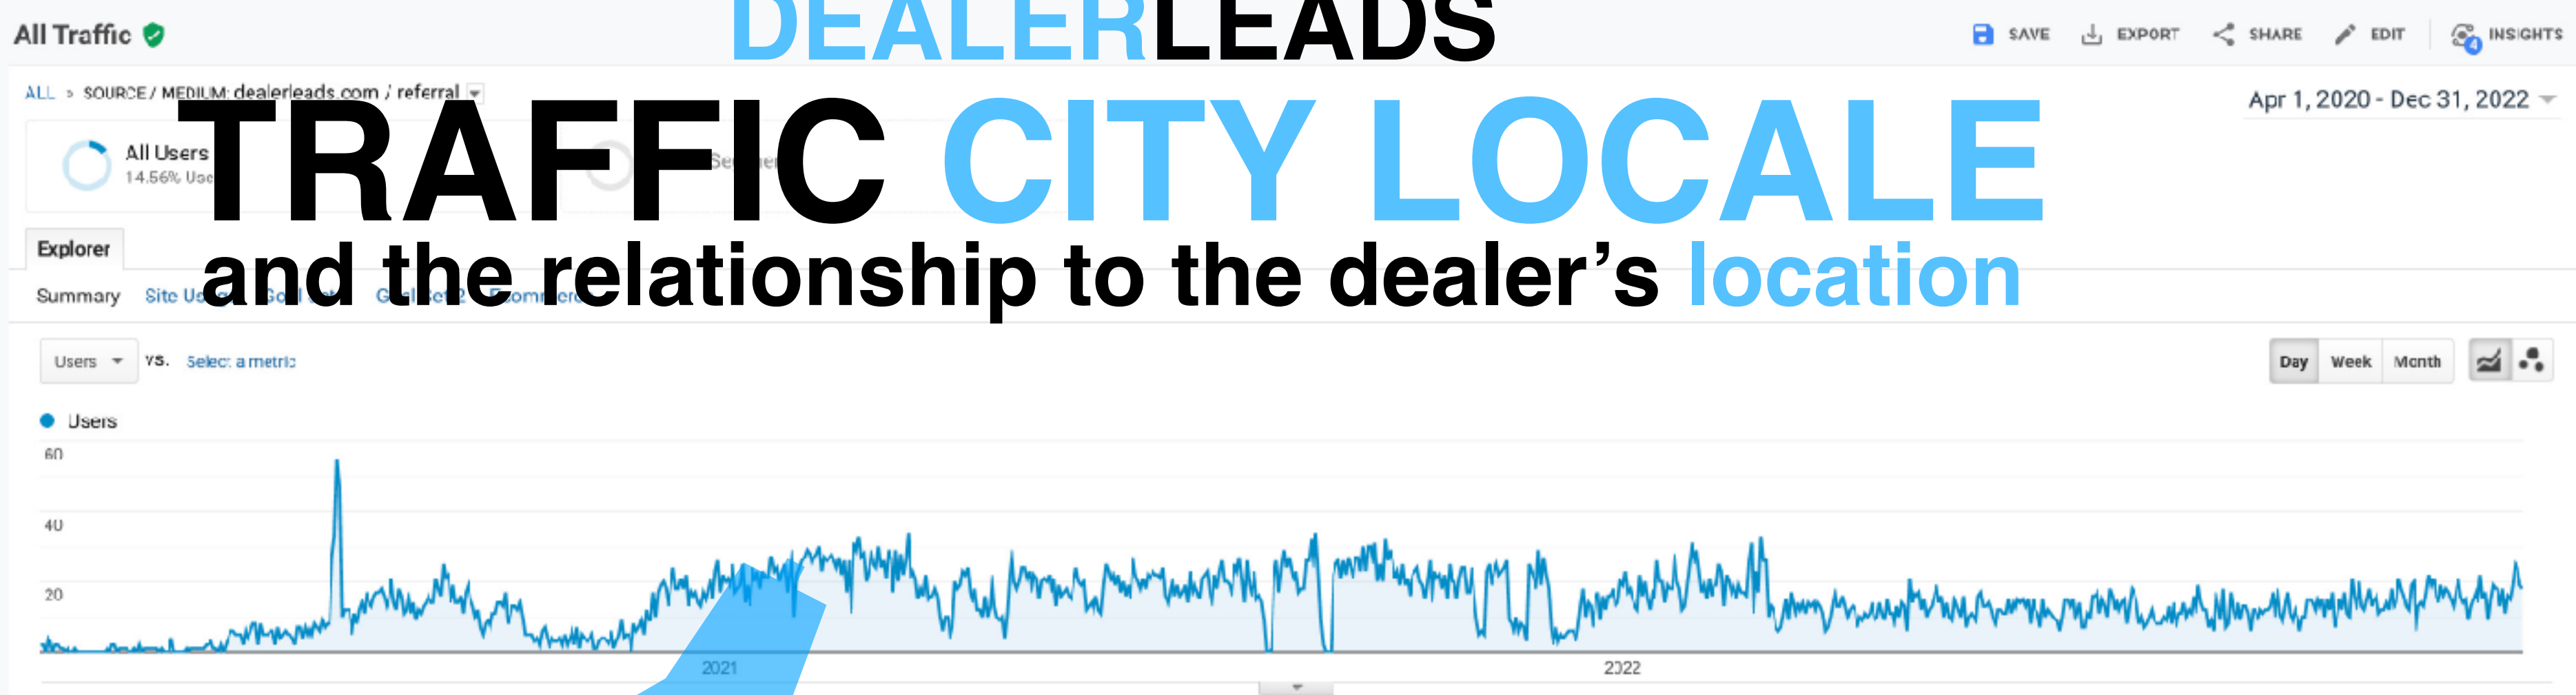 DEALERLEADS
All Traffic
SAVE EXPORT SHARE EDIT INSIGHTS
4
ALL > SOURCE / MEDIUM: dealerleads.com / referral
Apr 1, 2020 - Dec 31, 2022
TRAFFIC CITY LOCALE
All Users
14.56%
and the relationship to the dealer’s location
Explorer
Summary Site
Users VS. Select a metric
Day Week Month
Users
60
40
20
2021 2022